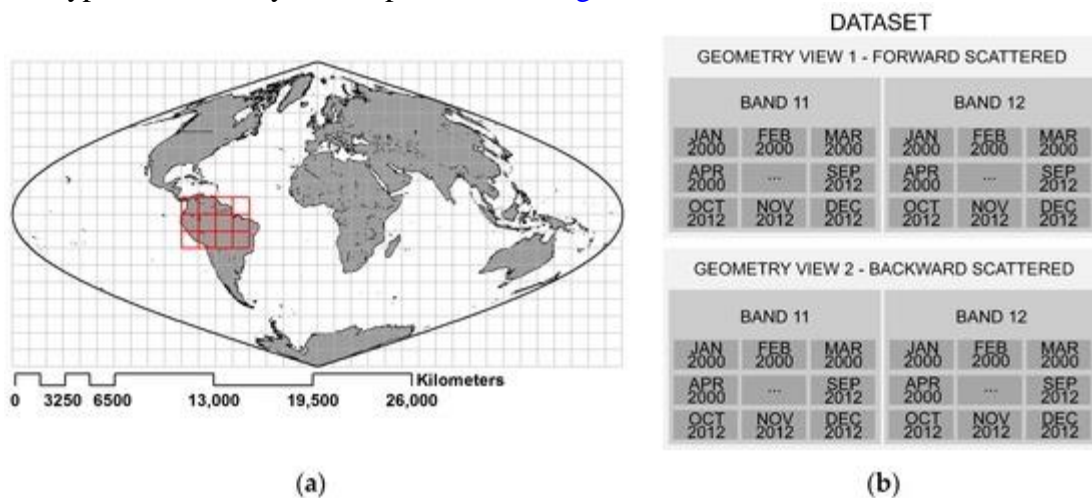 DATASET
GEOMETRY VIEW 1 - FORWARD SCATTERED
BAND 11 BAND 12
JAN 2000 FEB 2000 MAR 2000 JAN 2000 FEB 2000 MAR 2000
APR 2000 ... SEP 2012 APR 2000 ... SEP 2012
OCT 2012 NOV 2012 DEC 2012 OCT 2012 NOV 2012 DEC 2012
GEOMETRY VIEW 2 - BACKWARD SCATTERED
BAND 11 BAND 12
JAN 2000 FEB 2000 MAR 2000 JAN 2000 FEB 2000 MAR 2000
APR 2000 ... SEP 2012 APR 2000 ... SEP 2012
OCT 2012 NOV 2012 DEC 2012 OCT 2012 NOV 2012 DEC 2012
Kilometers
0 3250 6500 13,000 19,500 26,000
(a) (b)